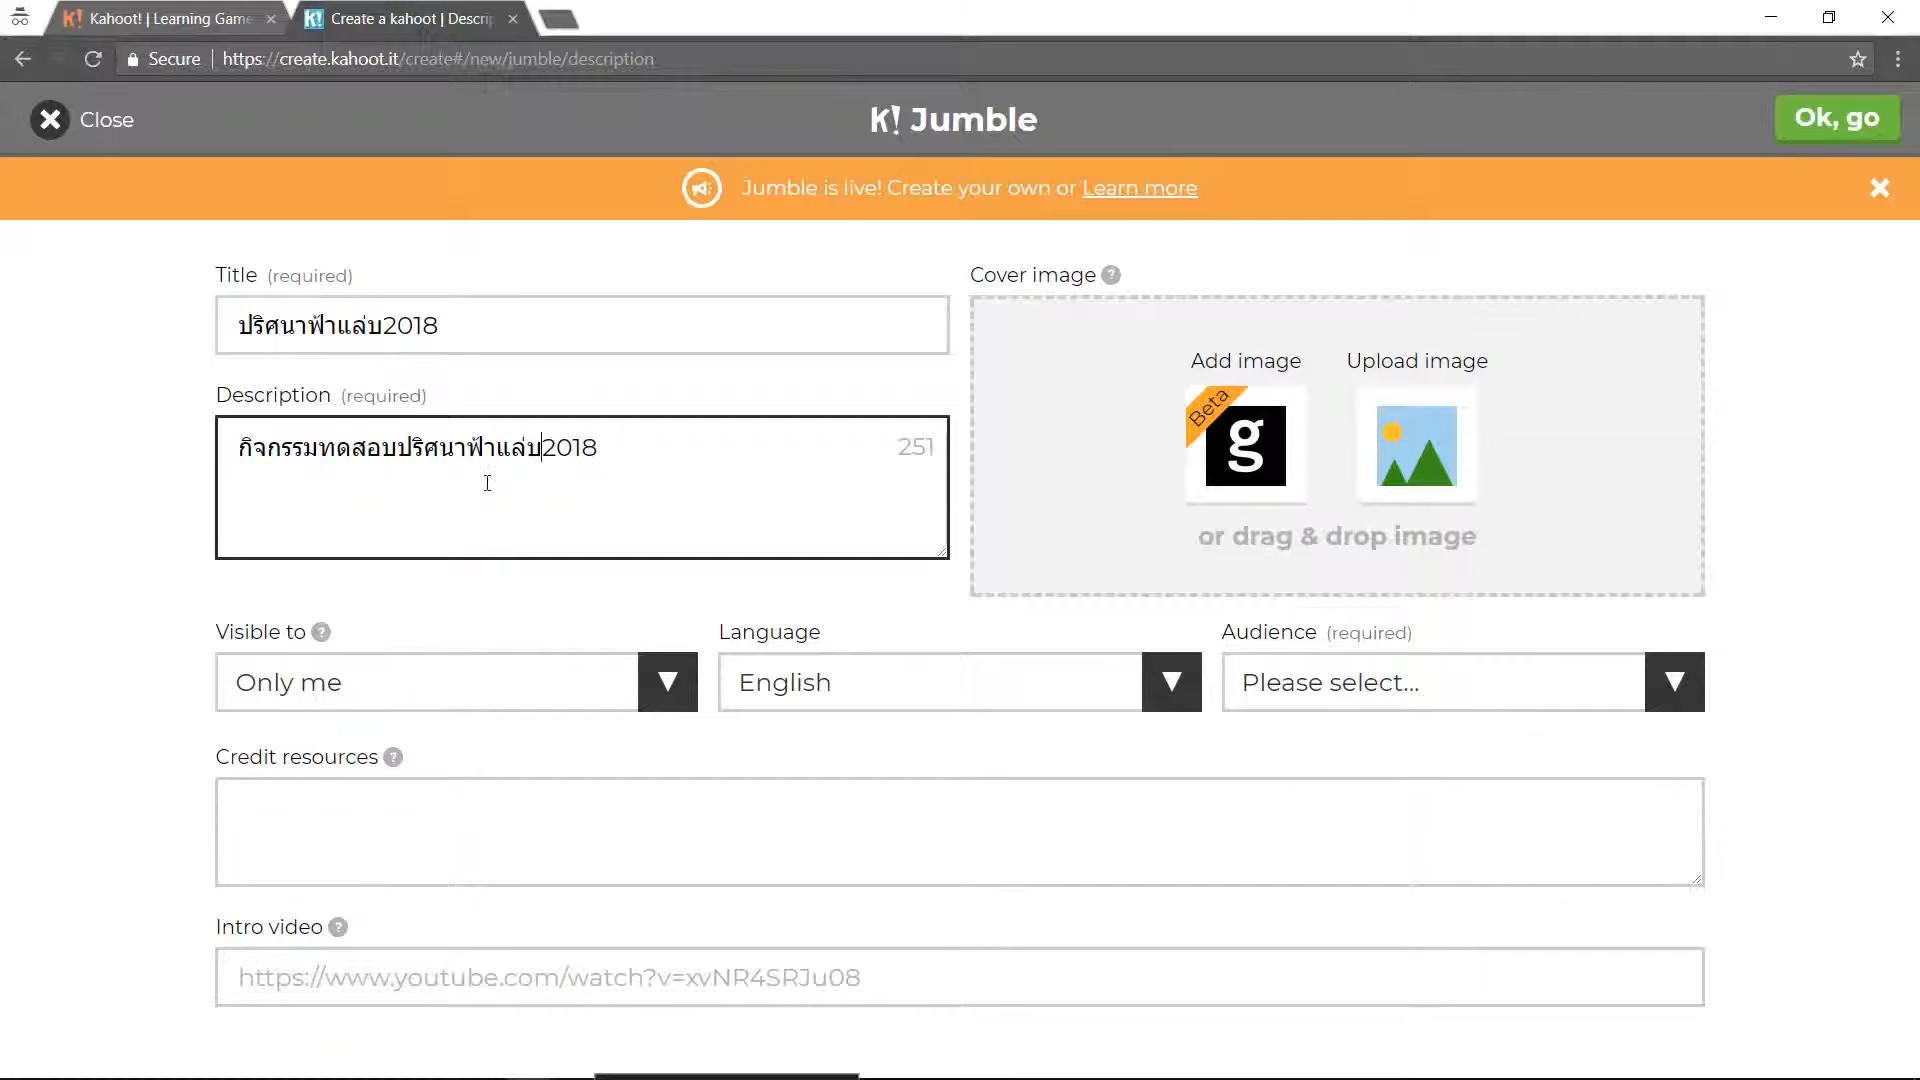 Kahoot! | Learning Game
Create a kahoot | Descrip
Secure
https://create.kahoot.it/create#/new/jumble/description
Close
K! Jumble
Ok, go
Jumble is live! Create your own or Learn more
Title (required)
ปริศนาฟ้าแล่บ2018
Description (required)
กิจกรรมทดสอบปริศนาฟ้าแล่บ2018
251
Cover image ?
Add image
Upload image
Beta
g
or drag & drop image
Visible to ?
Language
Audience (required)
Only me
English
Please select...
Credit resources ?
Intro video ?
https://www.youtube.com/watch?v=xvNR4SRJu08